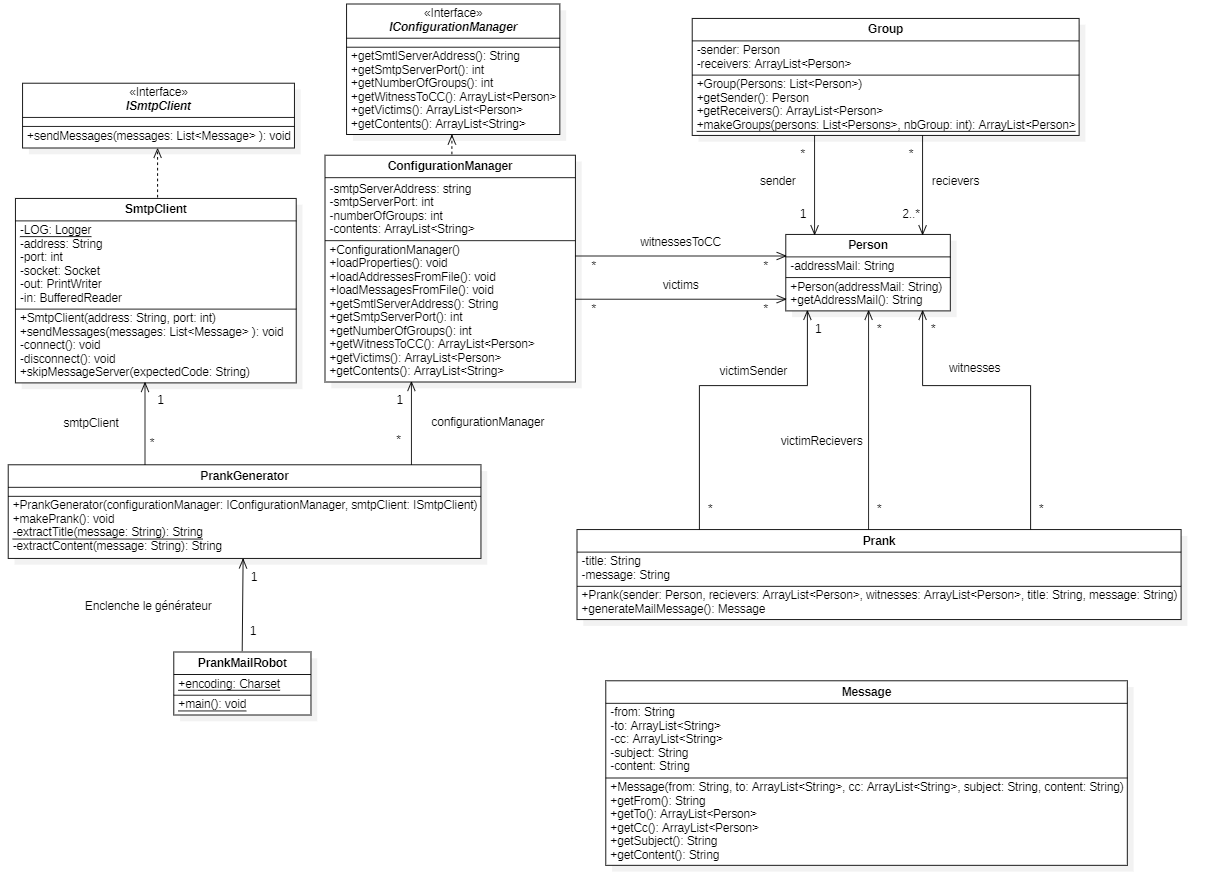 «Interface»
IConfigurationManager
+getSmtlServerAddress(): String
+getSmtpServerPort(): int
+getNumberOfGroups(): int
+getWitnessToCC(): ArrayList<Person>
+getVictims(): ArrayList<Person>
+getContents(): ArrayList<String>
Group
-sender: Person
-receivers: ArrayList<Person>
+Group(Persons: List<Person>)
+getSender(): Person
+getReceivers(): ArrayList<Person>
+makeGroups(persons: List<Persons>, nbGroup: int): ArrayList<Person>
«Interface»
ISmtpClient
+sendMessages(messages: List<Message> ): void
*
*
sender
recievers
1
2..*
ConfigurationManager
-smtpServerAddress: string
-smtpServerPort: int
-numberOfGroups: int
-contents: ArrayList<String>
+ConfigurationManager()
+loadProperties(): void
+loadAddressesFromFile(): void
+loadMessagesFromFile(): void
+getSmtlServerAddress(): String
+getSmtpServerPort(): int
+getNumberOfGroups(): int
+getWitnessToCC(): ArrayList<Person>
+getVictims(): ArrayList<Person>
+getContents(): ArrayList<String>
SmtpClient
-LOG: Logger
-address: String
-port: int
-socket: Socket
-out: PrintWriter
-in: BufferedReader
+SmtpClient(address: String, port: int)
+sendMessages(messages: List<Message> ): void
-connect(): void
-disconnect(): void
+skipMessageServer(expectedCode: String)
witnessesToCC
*
*
victims
*
*
Person
-addressMail: String
+Person(addressMail: String)
+getAddressMail(): String
1
*
*
victimSender
witnesses
victimRecievers
*
*
*
1
smtpClient
*
1
configurationManager
*
PrankGenerator
+PrankGenerator(configurationManager: IConfigurationManager, smtpClient: ISmtpClient)
+makePrank(): void
-extractTitle(message: String): String
-extractContent(message: String): String
Prank
-title: String
-message: String
+Prank(sender: Person, recievers: ArrayList<Person>, witnesses: ArrayList<Person>, title: String, message: String)
+generateMailMessage(): Message
1
Enclenche le générateur
1
PrankMailRobot
+encoding: Charset
+main(): void
Message
-from: String
-to: ArrayList<String>
-cc: ArrayList<String>
-subject: String
-content: String
+Message(from: String, to: ArrayList<String>, cc: ArrayList<String>, subject: String, content: String)
+getFrom(): String
+getTo(): ArrayList<Person>
+getCc(): ArrayList<Person>
+getSubject(): String
+getContent(): String